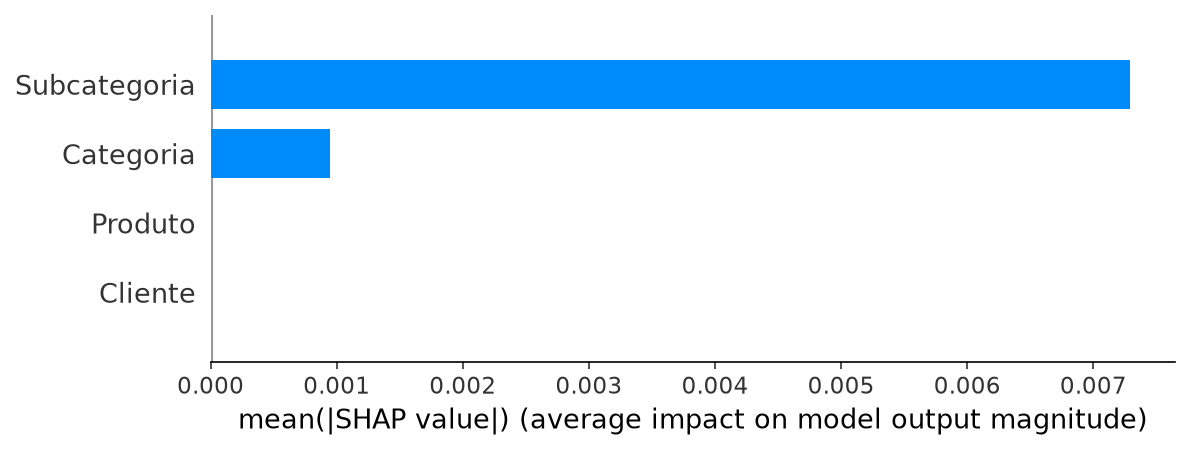 Subcategoria
Categoria
Produto
Cliente
0.000 0.001 0.002 0.003 0.004 0.005 0.006 0.007
mean(|SHAP value|) (average impact on model output magnitude)